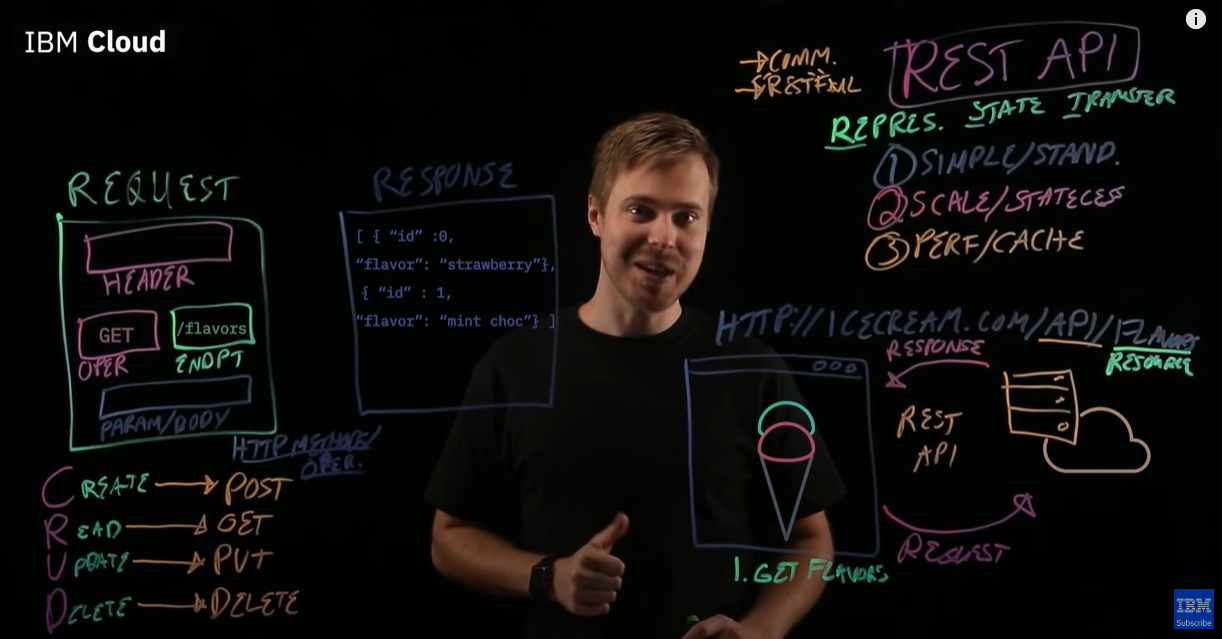 IBM Cloud
→ COMM.
→ RESTFUL
REST API
REPRES. STATE TRANSFER
① SIMPLE/STAND.
② SCALE/STATELESS
③ PERF/CACHE
REQUEST
HEADER
GET
/flavors
OPER
ENDPT
PARAM/BODY
HTTP METHODS/
OPER.
CREATE → POST
READ → GET
UPDATE → PUT
DELETE → DELETE
RESPONSE
[ { “id” :0,
“flavor”: “strawberry”},
{ “id” : 1,
“flavor”: “mint choc”} ]
HTTP://ICECREAM.COM/API/FLAVORS
RESOURCE
RESPONSE
REST
API
REQUEST
1. GET FLAVORS
i
IBM
Subscribe